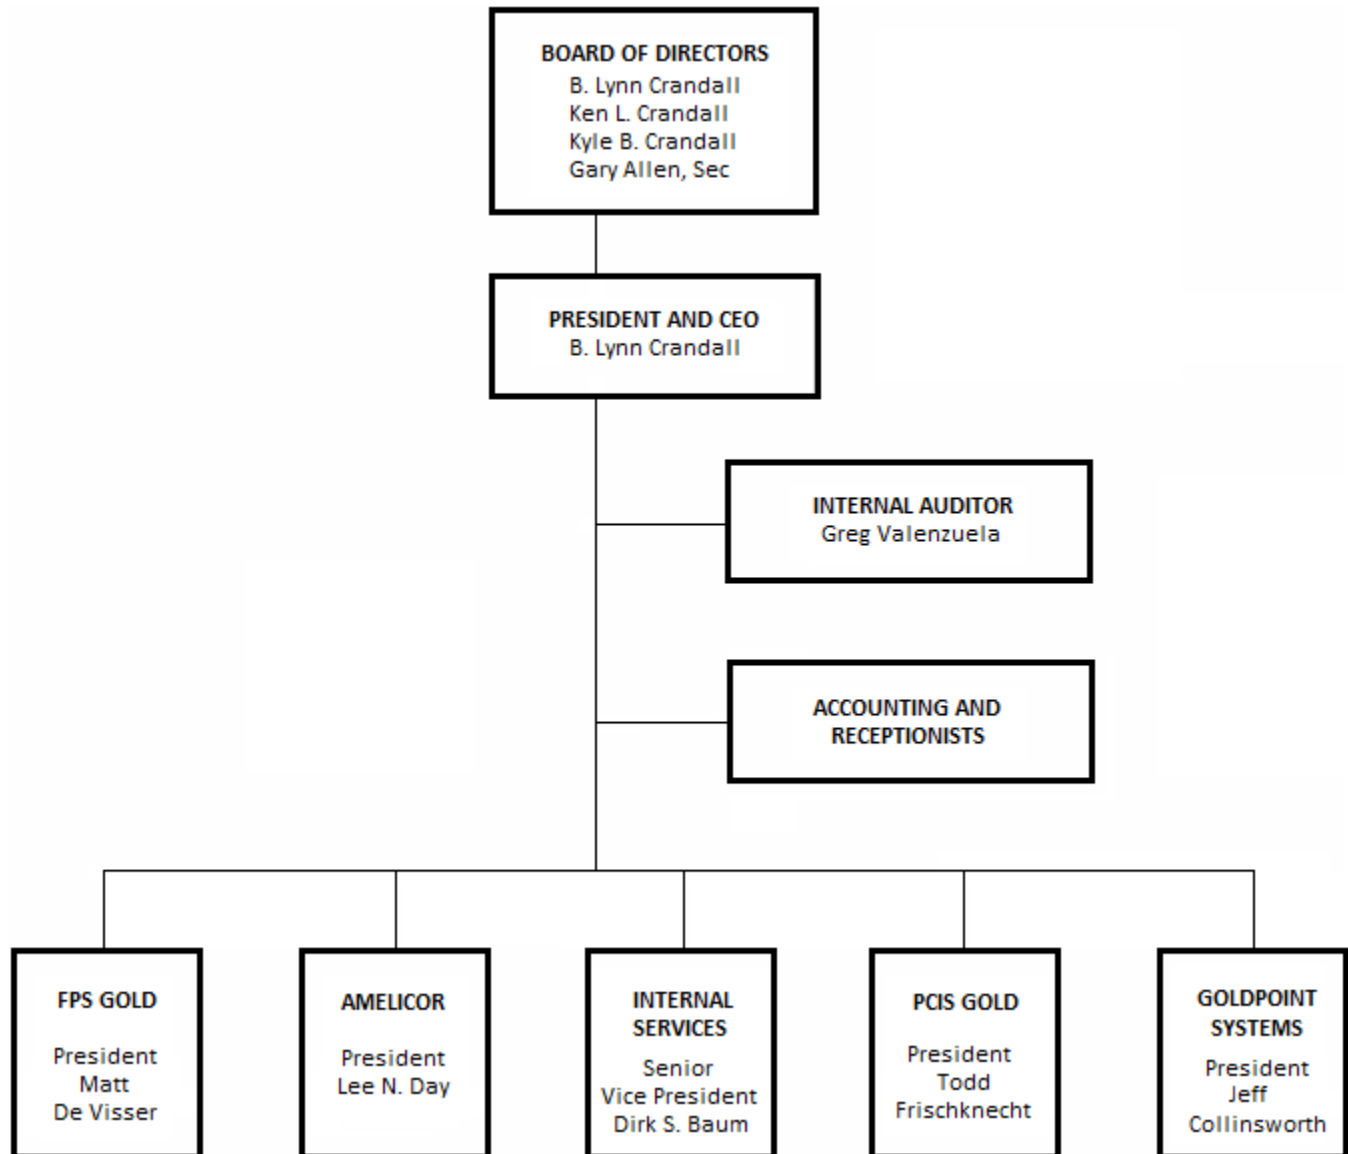 BOARD OF DIRECTORS
B. Lynn Crandall
Ken L. Crandall
Kyle B. Crandall
Gary Allen, Sec
PRESIDENT AND CEO
B. Lynn Crandall
INTERNAL AUDITOR
Greg Valenzuela
ACCOUNTING AND
RECEPTIONISTS
FPS GOLD
President
Matt
De Visser
AMELICOR
President
Lee N. Day
INTERNAL
SERVICES
Senior
Vice President
Dirk S. Baum
PCIS GOLD
President
Todd
Frischknecht
GOLDPOINT
SYSTEMS
President
Jeff
Collinsworth